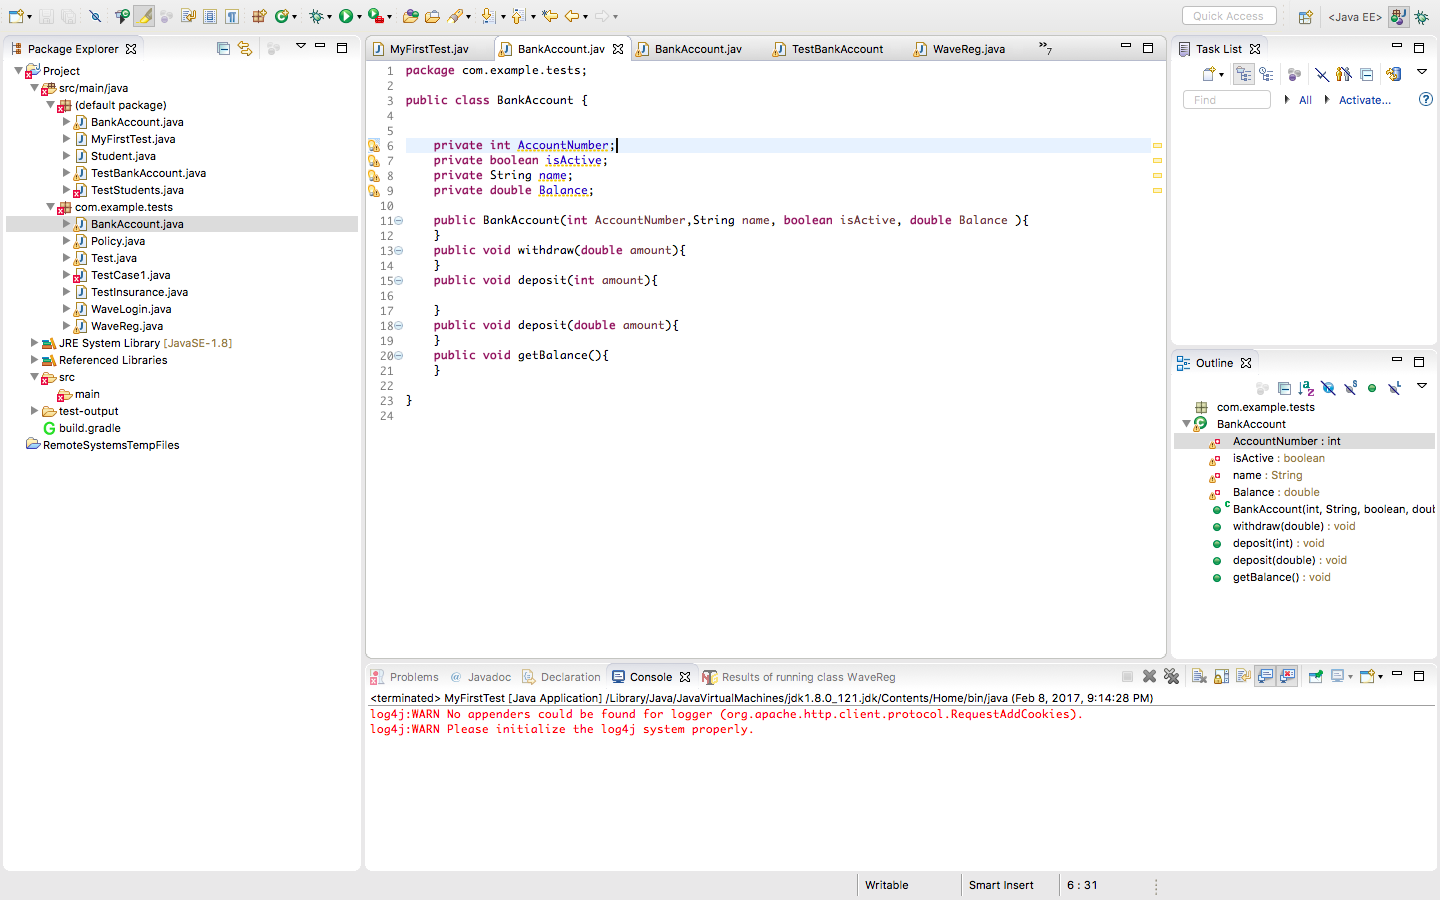 Quick Access
<Java EE>
Package Explorer
Project
src/main/java
(default package)
BankAccount.java
MyFirstTest.java
Student.java
TestBankAccount.java
TestStudents.java
com.example.tests
BankAccount.java
Policy.java
Test.java
TestCase1.java
TestInsurance.java
WaveLogin.java
WaveReg.java
JRE System Library [JavaSE-1.8]
Referenced Libraries
src
main
test-output
build.gradle
RemoteSystemsTempFiles
MyFirstTest.jav
BankAccount.jav
BankAccount.jav
TestBankAccount
WaveReg.java
»7
1 package com.example.tests;
2
3 public class BankAccount {
4
5
6 private int AccountNumber;
7 private boolean isActive;
8 private String name;
9 private double Balance;
10
11 public BankAccount(int AccountNumber,String name, boolean isActive, double Balance ){
12 }
13 public void withdraw(double amount){
14 }
15 public void deposit(int amount){
16
17 }
18 public void deposit(double amount){
19 }
20 public void getBalance(){
21 }
22
23 }
24
Task List
Find
All
Activate...
Outline
com.example.tests
BankAccount
AccountNumber : int
isActive : boolean
name : String
Balance : double
BankAccount(int, String, boolean, doub
withdraw(double) : void
deposit(int) : void
deposit(double) : void
getBalance() : void
Problems
@ Javadoc
Declaration
Console
Results of running class WaveReg
<terminated> MyFirstTest [Java Application] /Library/Java/JavaVirtualMachines/jdk1.8.0_121.jdk/Contents/Home/bin/java (Feb 8, 2017, 9:14:28 PM)
log4j:WARN No appenders could be found for logger (org.apache.http.client.protocol.RequestAddCookies).
log4j:WARN Please initialize the log4j system properly.
Writable
Smart Insert
6 : 31